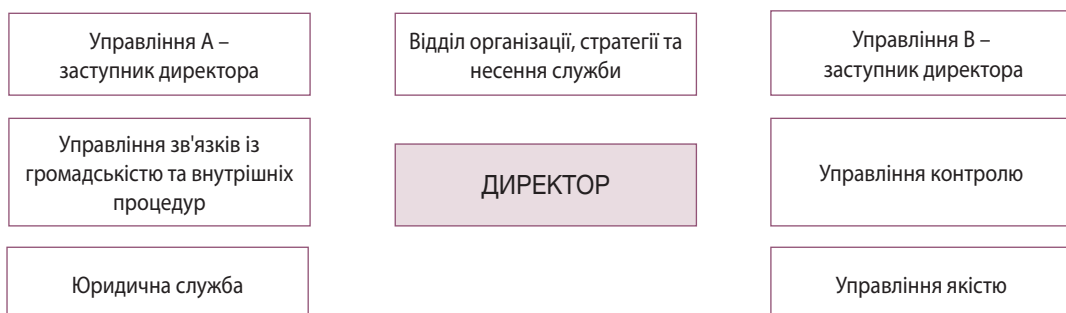 Управління А –
заступник директора
Відділ організації, стратегії та
несення служби
Управління В –
заступник директора
Управління зв'язків із
громадськістю та внутрішніх
процедур
ДИРЕКТОР
Управління контролю
Юридична служба
Управління якістю